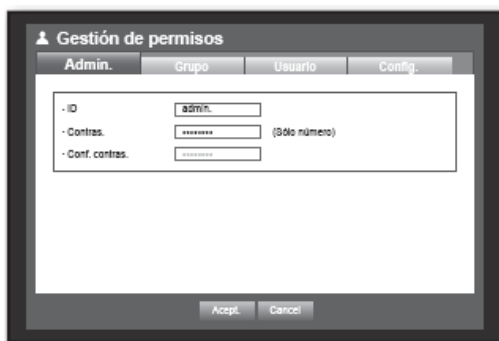 Gestión de permisos
Admin. Grupo Usuario Config.
- ID admin.
- Contras. ******** (Sólo número)
- Conf. contras. ********
Acept. Cancel